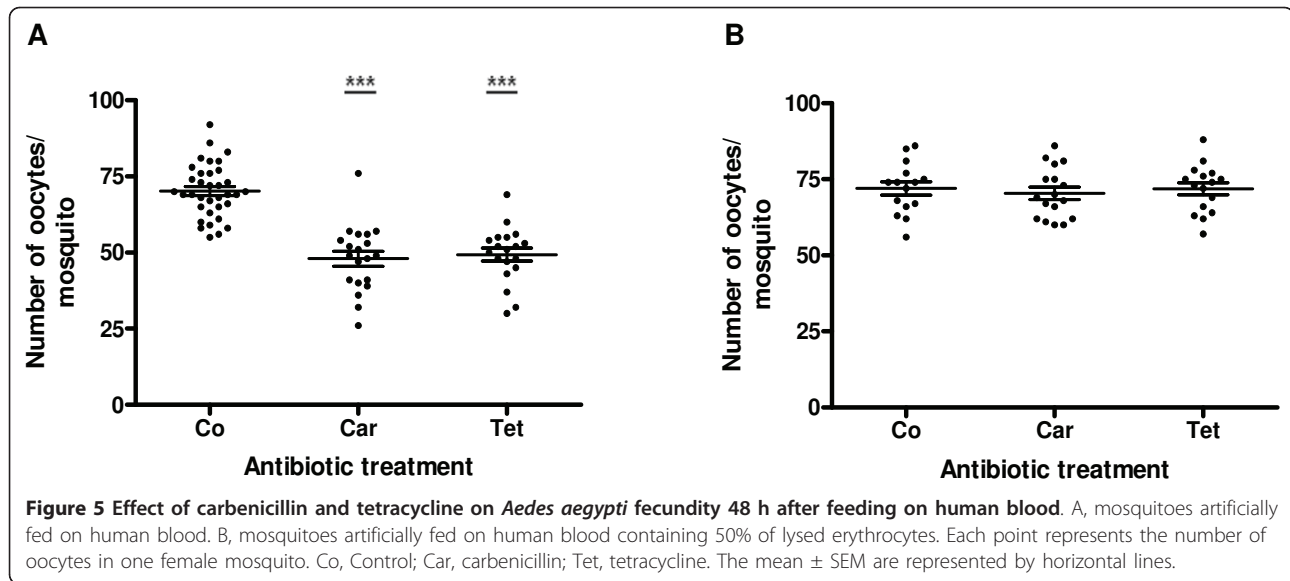 A
B
*** ***
100
75
50
25
0
Number of oocytes/
mosquito
Co Car Tet
Antibiotic treatment
100
75
50
25
0
Number of oocytes/
mosquito
Co Car Tet
Antibiotic treatment
Figure 5 Effect of carbenicillin and tetracycline on Aedes aegypti fecundity 48 h after feeding on human blood. A, mosquitoes artificially
fed on human blood. B, mosquitoes artificially fed on human blood containing 50% of lysed erythrocytes. Each point represents the number of
oocytes in one female mosquito. Co, Control; Car, carbenicillin; Tet, tetracycline. The mean ± SEM are represented by horizontal lines.